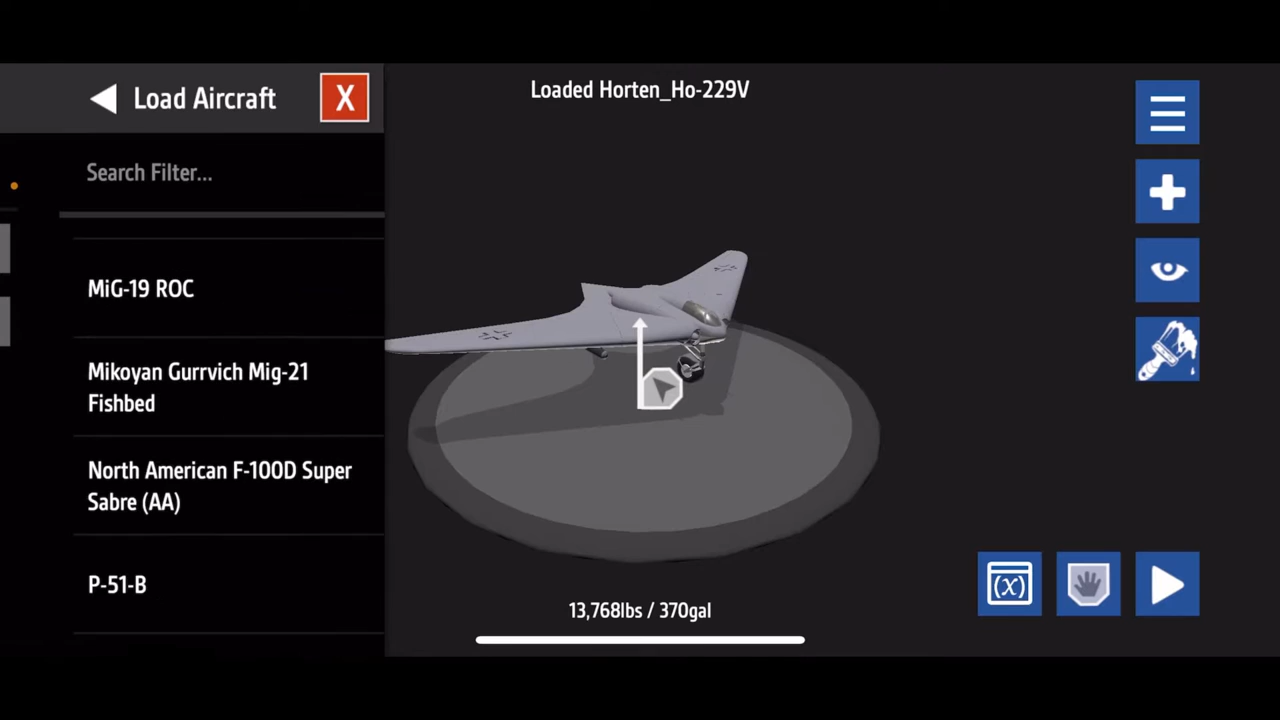 Load Aircraft
X
Loaded Horten_Ho-229V
Search Filter...
MiG-19 ROC
Mikoyan Gurrvich Mig-21
Fishbed
North American F-100D Super
Sabre (AA)
P-51-B
(x)
13,768lbs / 370gal